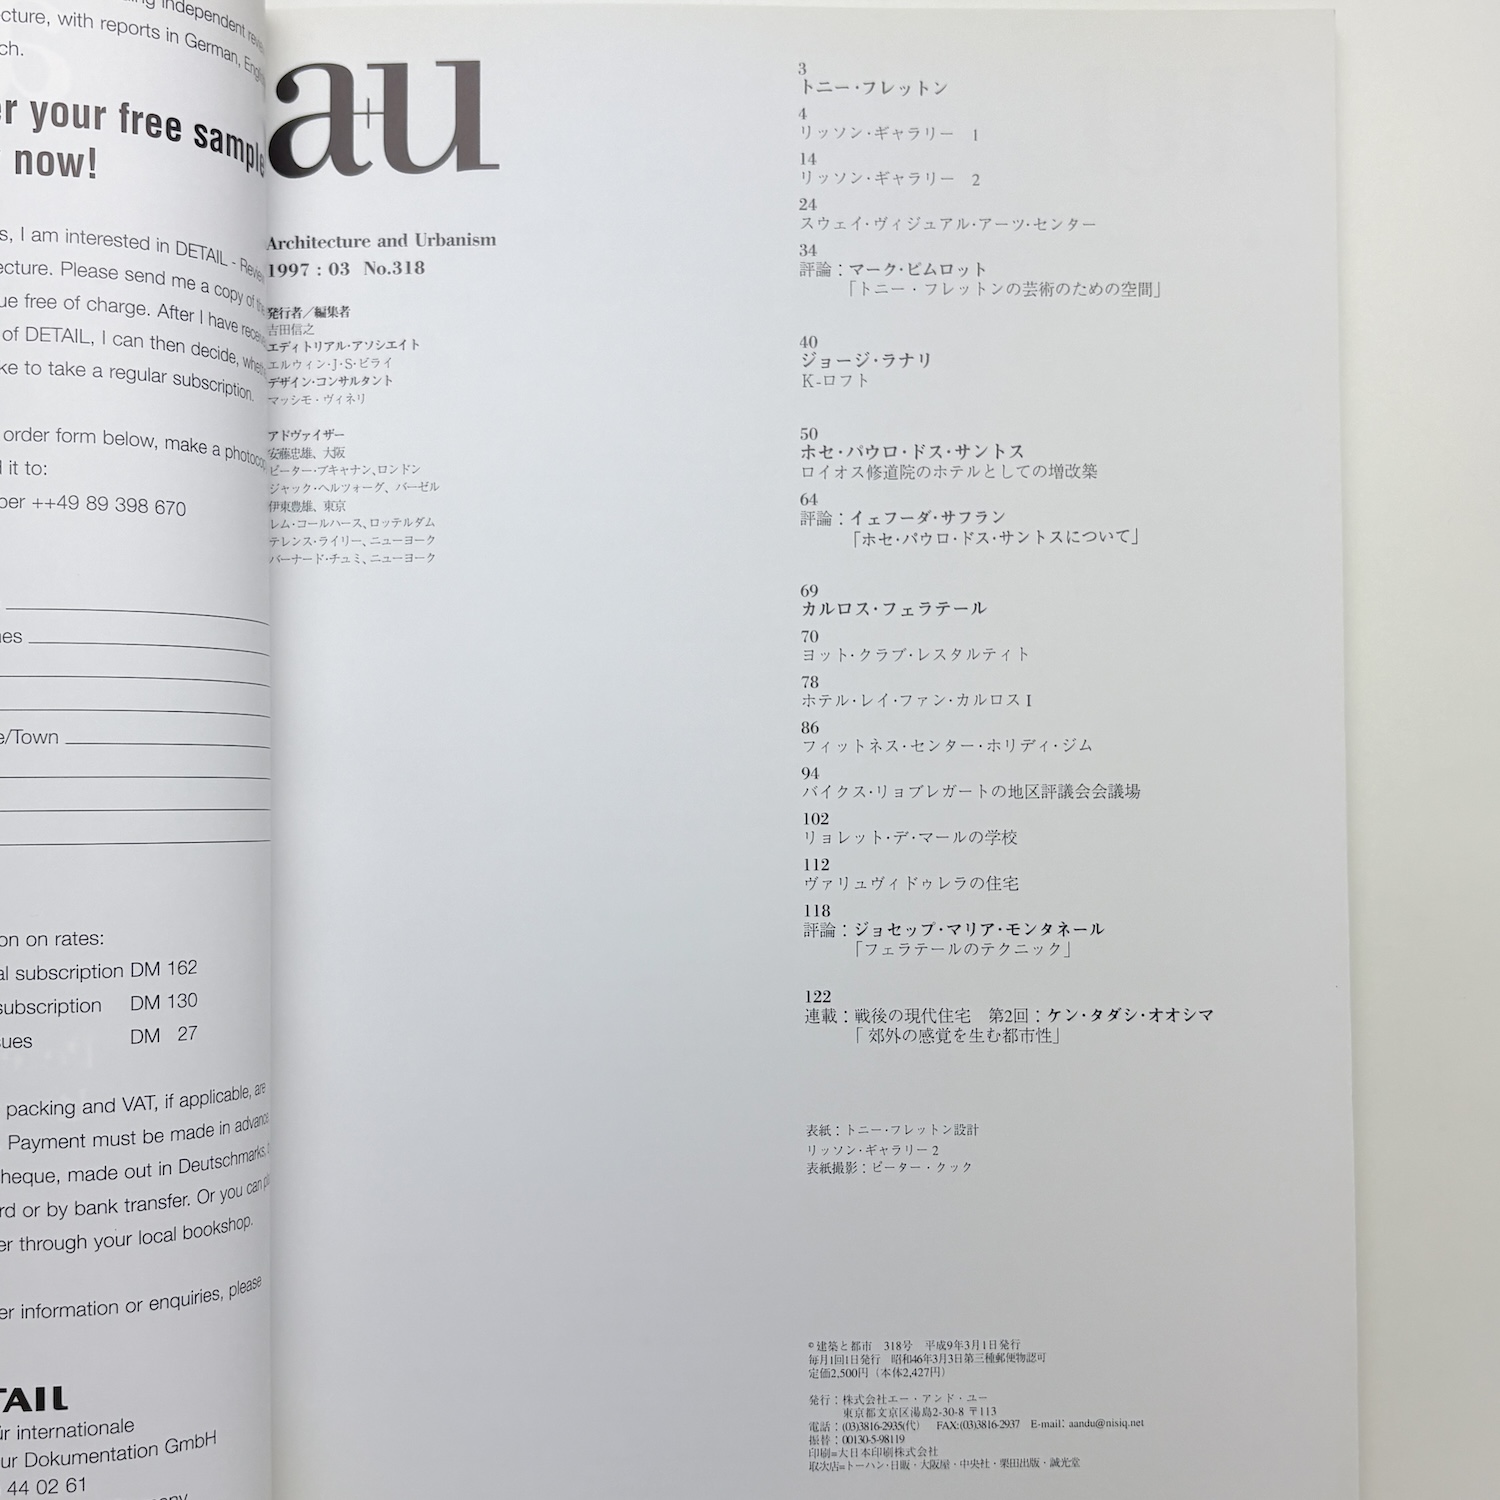 independent
cture, with reports in German,
ch.
your free sample
now!
s, I am interested in DETAIL -
ecture. Please send me a copy of
ue free of charge. After I have
of DETAIL, I can then decide,
ke to take a regular subscription.
order form below, make a
it to:
ber ++49 89 398 670
e/Town
on on rates:
al subscription DM 162
subscription DM 130
sues DM 27
packing and VAT, if applicable, are
Payment must be made in advance
heque, made out in Deutschmarks,
rd or by bank transfer. Or you can
er through your local bookshop.
er information or enquiries, please
TAIL
ür internationale
ur Dokumentation GmbH
44 02 61
a+u
Architecture and Urbanism
1997 : 03 No.318
発行者／編集者
吉田信之
エディトリアル・アソシエイト
エルウィン・J・S・ビライ
デザイン・コンサルタント
マッシモ・ヴィネリ
アドヴァイザー
安藤忠雄、大阪
ピーター・ブキャナン、ロンドン
ジャック・ヘルツォーグ、バーゼル
伊東豊雄、東京
レム・コールハース、ロッテルダム
テレンス・ライリー、ニューヨーク
バーナード・チュミ、ニューヨーク
3
トニー・フレットン
4
リッソン・ギャラリー 1
14
リッソン・ギャラリー 2
24
スウェイ・ヴィジュアル・アーツ・センター
34
評論：マーク・ピムロット
「トニー・フレットンの芸術のための空間」
40
ジョージ・ラナリ
K-ロフト
50
ホセ・パウロ・ドス・サントス
ロイオス修道院のホテルとしての増改築
64
評論：イェフーダ・サフラン
「ホセ・パウロ・ドス・サントスについて」
69
カルロス・フェラテール
70
ヨット・クラブ・レスタルティト
78
ホテル・レイ・ファン・カルロス I
86
フィットネス・センター・ホリディ・ジム
94
バイクス・リョブレガートの地区評議会会議場
102
リョレット・デ・マールの学校
112
ヴァリュヴィドゥレラの住宅
118
評論：ジョセップ・マリア・モンタネール
「フェラテールのテクニック」
122
連載：戦後の現代住宅 第2回：ケン・タダシ・オオシマ
「郊外の感覚を生む都市性」
表紙：トニー・フレットン設計
リッソン・ギャラリー 2
表紙撮影：ピーター・クック
©建築と都市 318号 平成9年3月1日発行
毎月1回1日発行 昭和46年3月3日第三種郵便物認可
定価2,500円（本体2,427円）
発行：株式会社エー・アンド・ユー
東京都文京区湯島2-30-8 〒113
電話：(03)3816-2935(代) FAX:(03)3816-2937 E-mail: aandu@nisiq.net
振替：00130-5-98119
印刷=大日本印刷株式会社
取次店=トーハン・日販・大阪屋・中央社・栗田出版・誠光堂